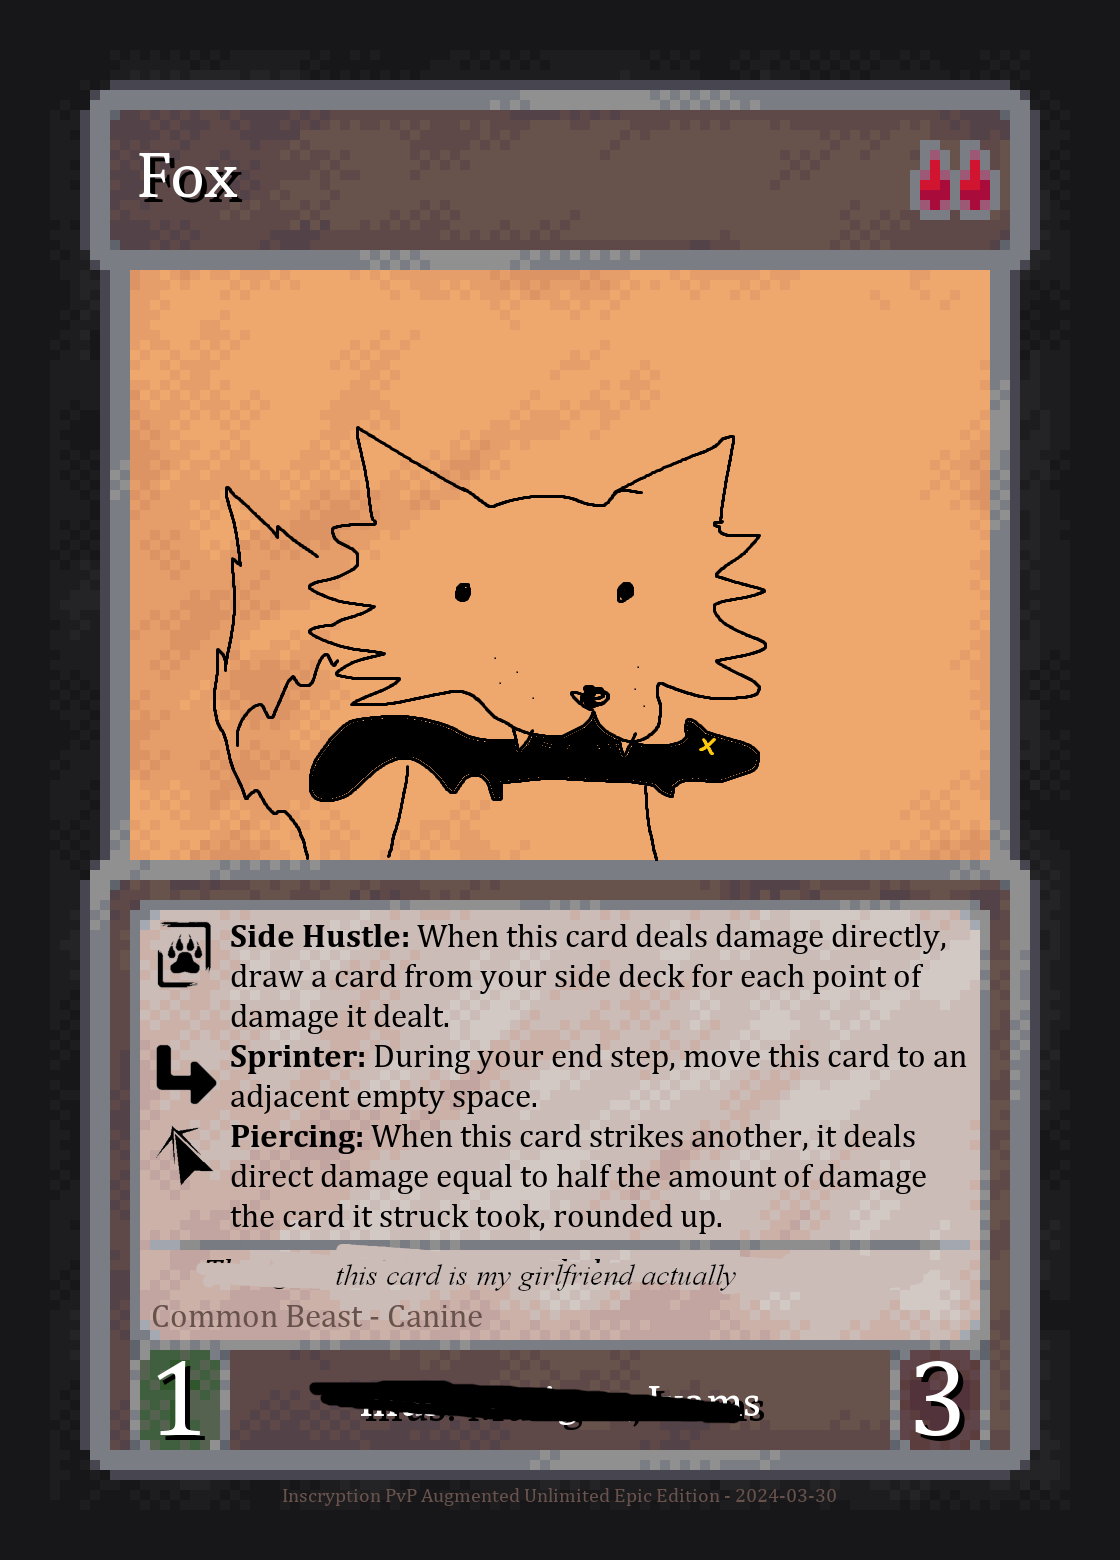 Fox
Side Hustle: When this card deals damage directly,
draw a card from your side deck for each point of
damage it dealt.
Sprinter: During your end step, move this card to an
adjacent empty space.
Piercing: When this card strikes another, it deals
direct damage equal to half the amount of damage
the card it struck took, rounded up.
this card is my girlfriend actually
Common Beast - Canine
1
3
Inscryption PvP Augmented Unlimited Epic Edition - 2024-03-30